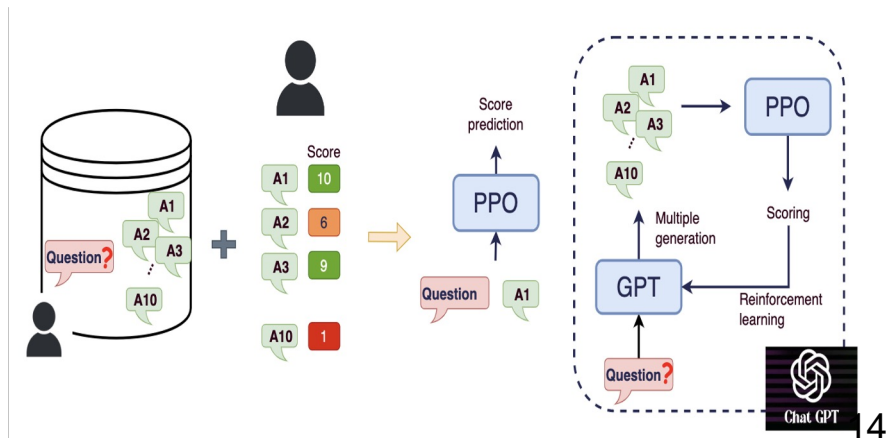 Question?
A1
A2
A3
A10
Score
A1
10
A2
6
A3
9
A10
1
Score
prediction
PPO
Question
A1
A1
A2
A3
A10
PPO
Multiple
generation
Scoring
GPT
Reinforcement
learning
Question?
Chat GPT
14